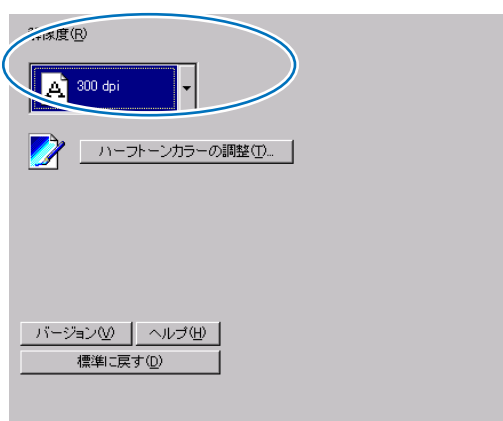 解像度(R)
300 dpi
ハーフトーンカラーの調整(T)...
バージョン(V) ヘルプ(H)
標準に戻す(D)